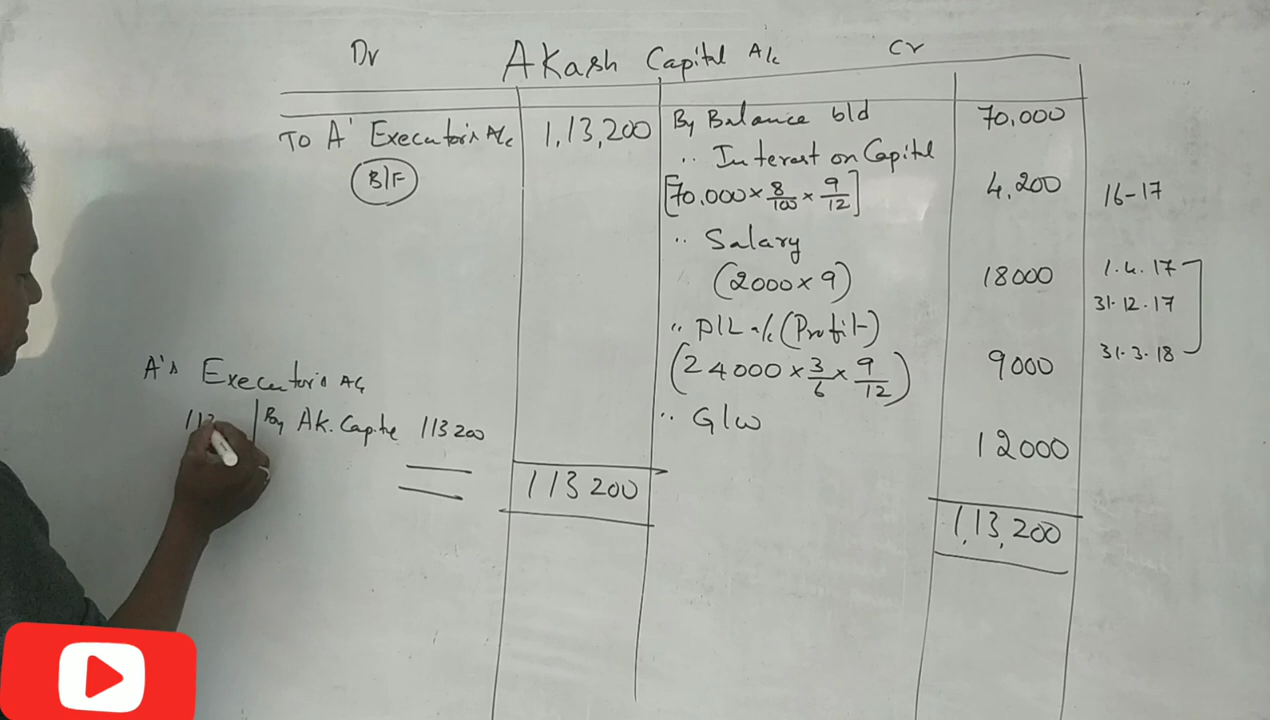 Dr Akash Capital A/c Cr
To A' Executor's A/c 1,13,200 By Balance b/d 70,000
B/F
" Interest on Capital
[70,000 × 8/100 × 9/12] 4,200 16-17
" Salary
(2000 × 9) 18000 1.4.17
31.12.17
" P/L a/c (Profit)
(24000 × 3/6 × 9/12) 9000 31.3.18
" G/w 12000
113200 1,13,200
A's Executor's A/c
113 By Ak. Capital 113200